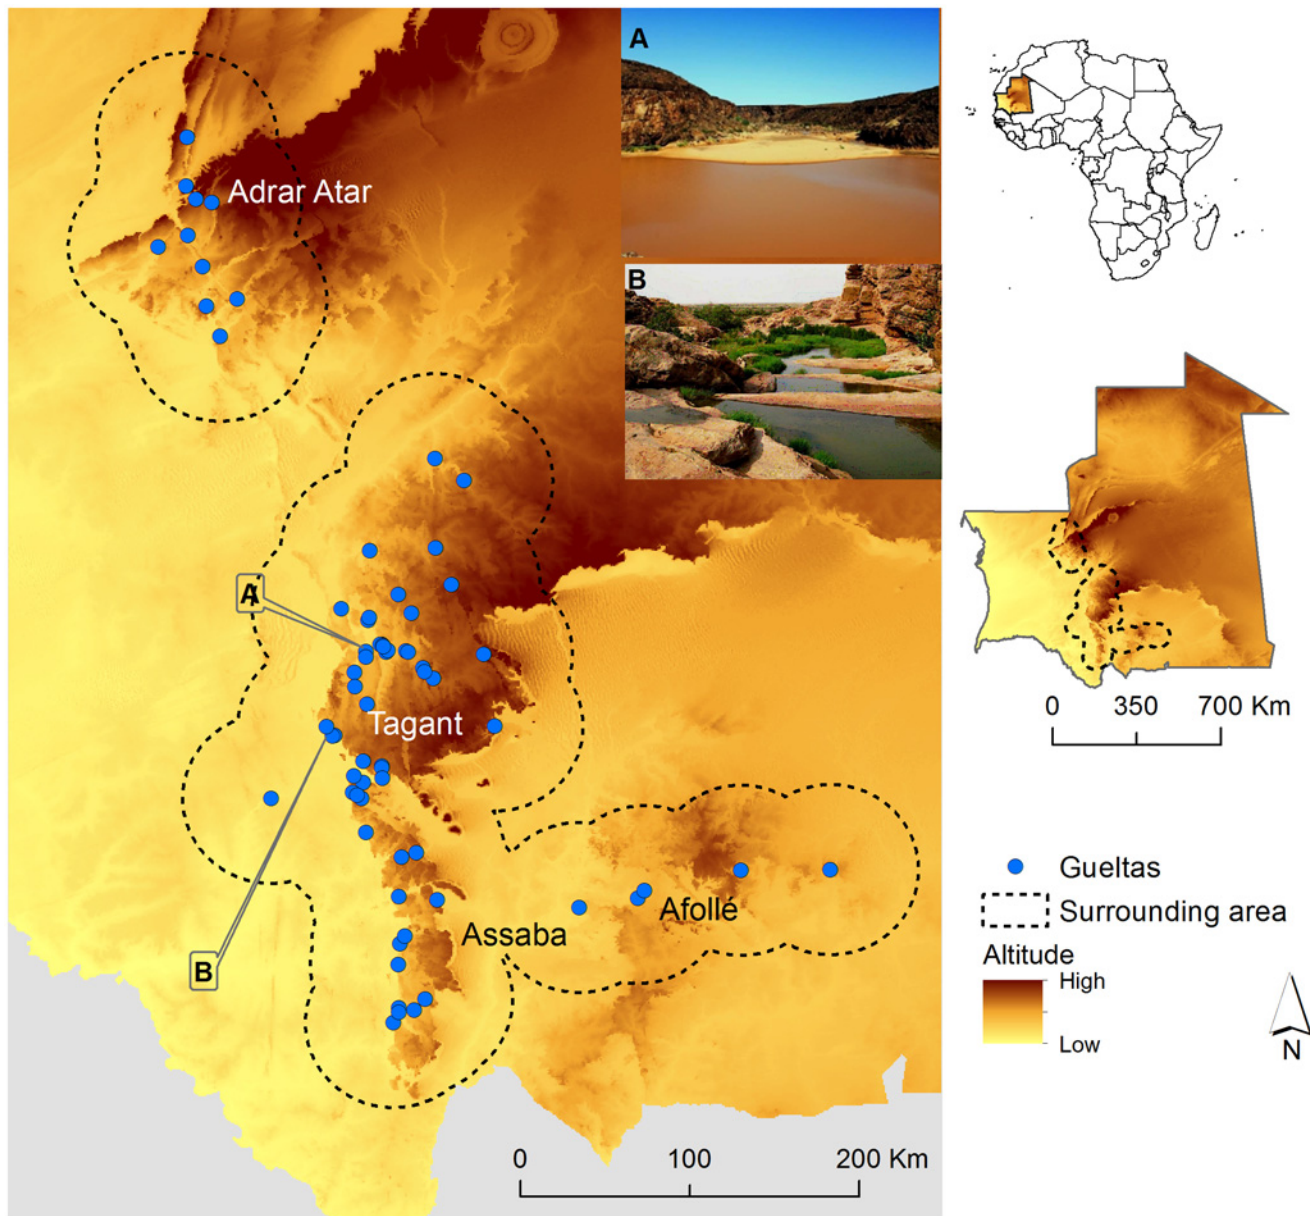 A
B
Adrar Atar
A
Tagant
B
Assaba
Afollé
0 100 200 Km
0 350 700 Km
Gueltas
Surrounding area
Altitude
High
Low
N